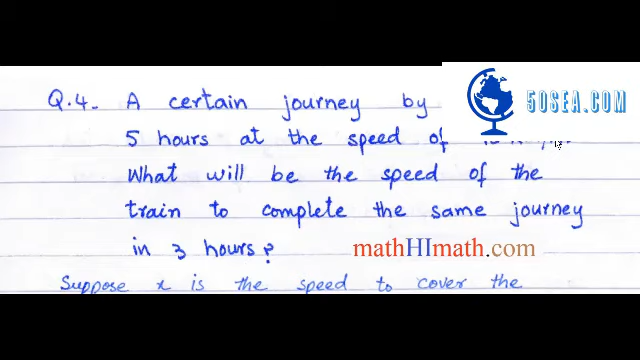 Q.4. A certain journey by
50SEA.COM
5 hours at the speed of
What will be the speed of the
train to complete the same journey
in 3 hours?
mathHImath.com
Suppose x is the speed to cover the